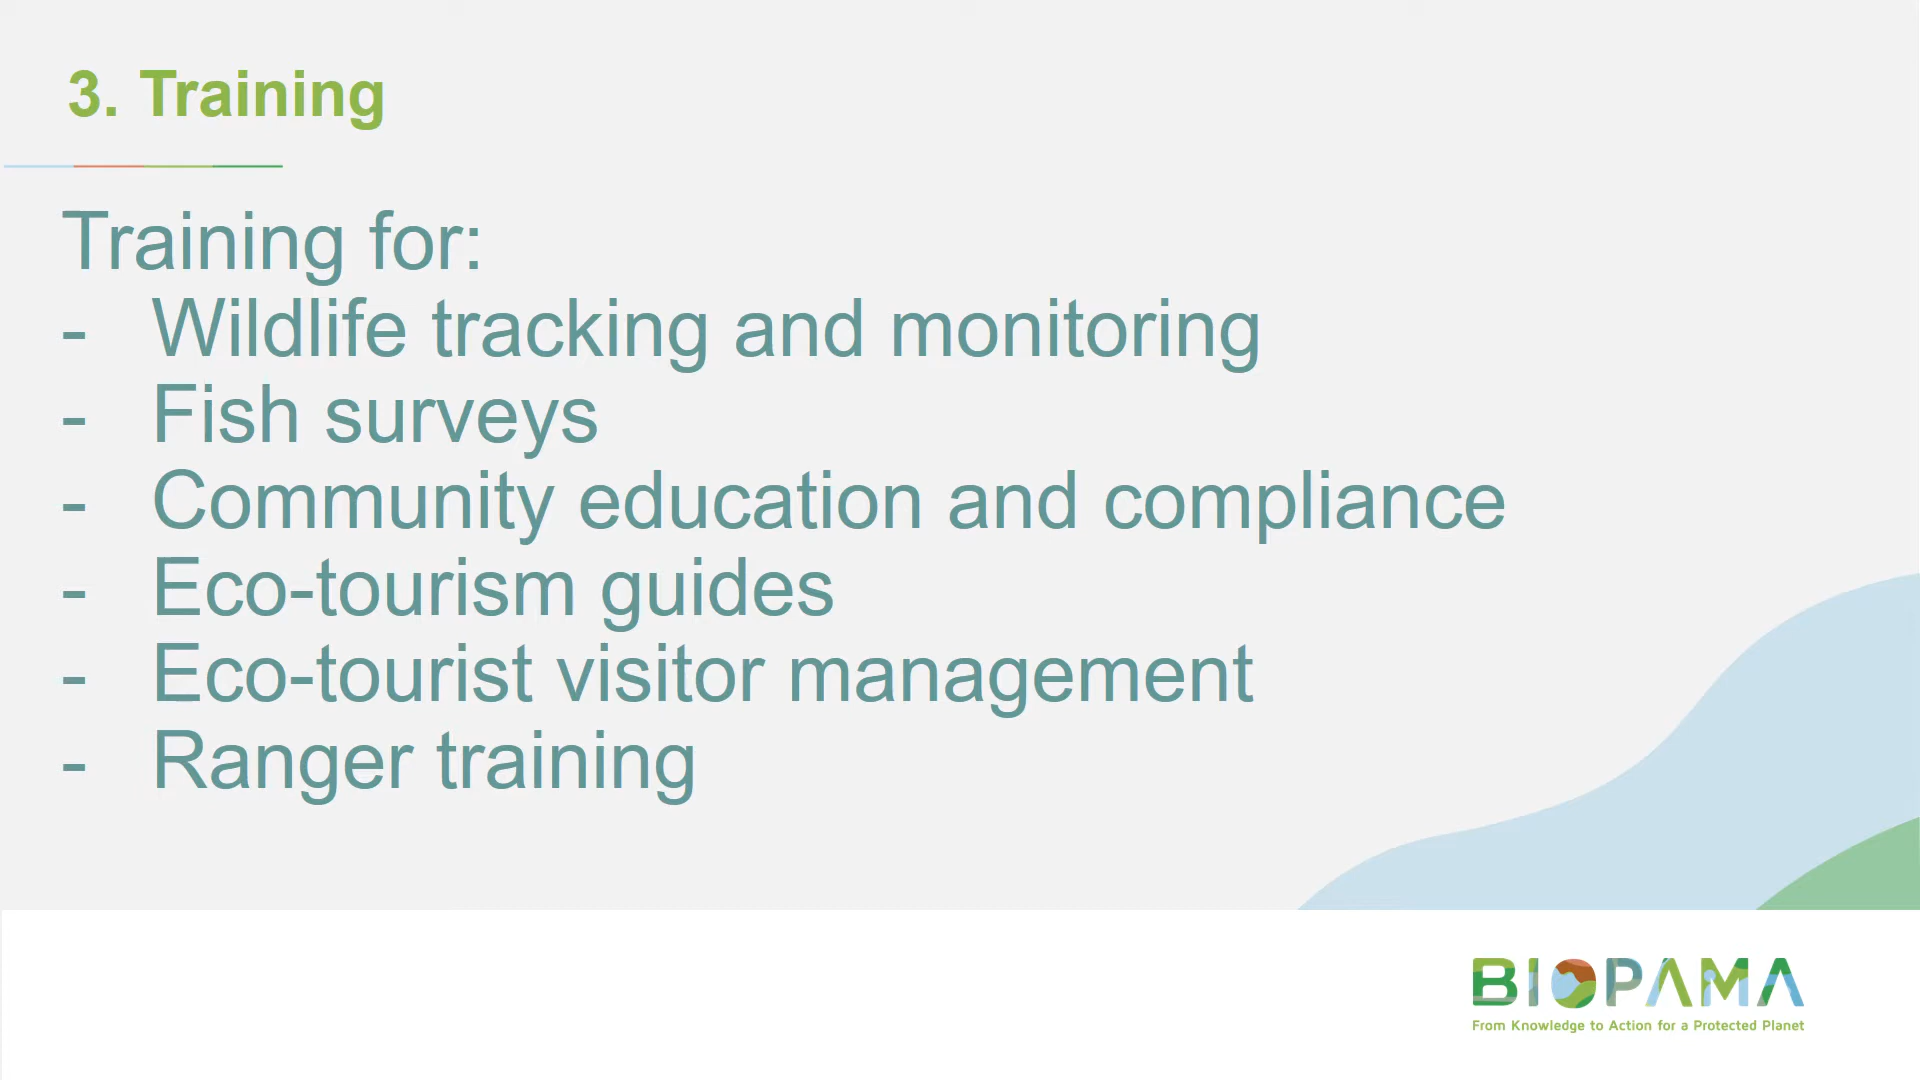 3. Training
Training for:
- Wildlife tracking and monitoring
- Fish surveys
- Community education and compliance
- Eco-tourism guides
- Eco-tourist visitor management
- Ranger training
BIOPAMA
From Knowledge to Action for a Protected Planet